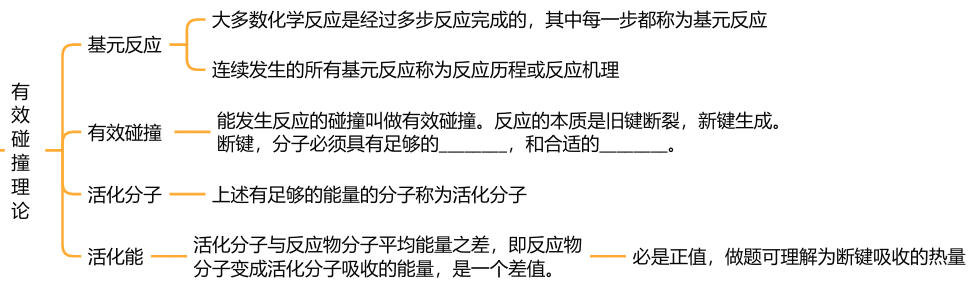 有效碰撞理论
基元反应
大多数化学反应是经过多步反应完成的，其中每一步都称为基元反应
连续发生的所有基元反应称为反应历程或反应机理
有效碰撞
能发生反应的碰撞叫做有效碰撞。反应的本质是旧键断裂，新键生成。
断键，分子必须具有足够的________，和合适的________。
活化分子
上述有足够的能量的分子称为活化分子
活化能
活化分子与反应物分子平均能量之差，即反应物
分子变成活化分子吸收的能量，是一个差值。
必是正值，做题可理解为断键吸收的热量